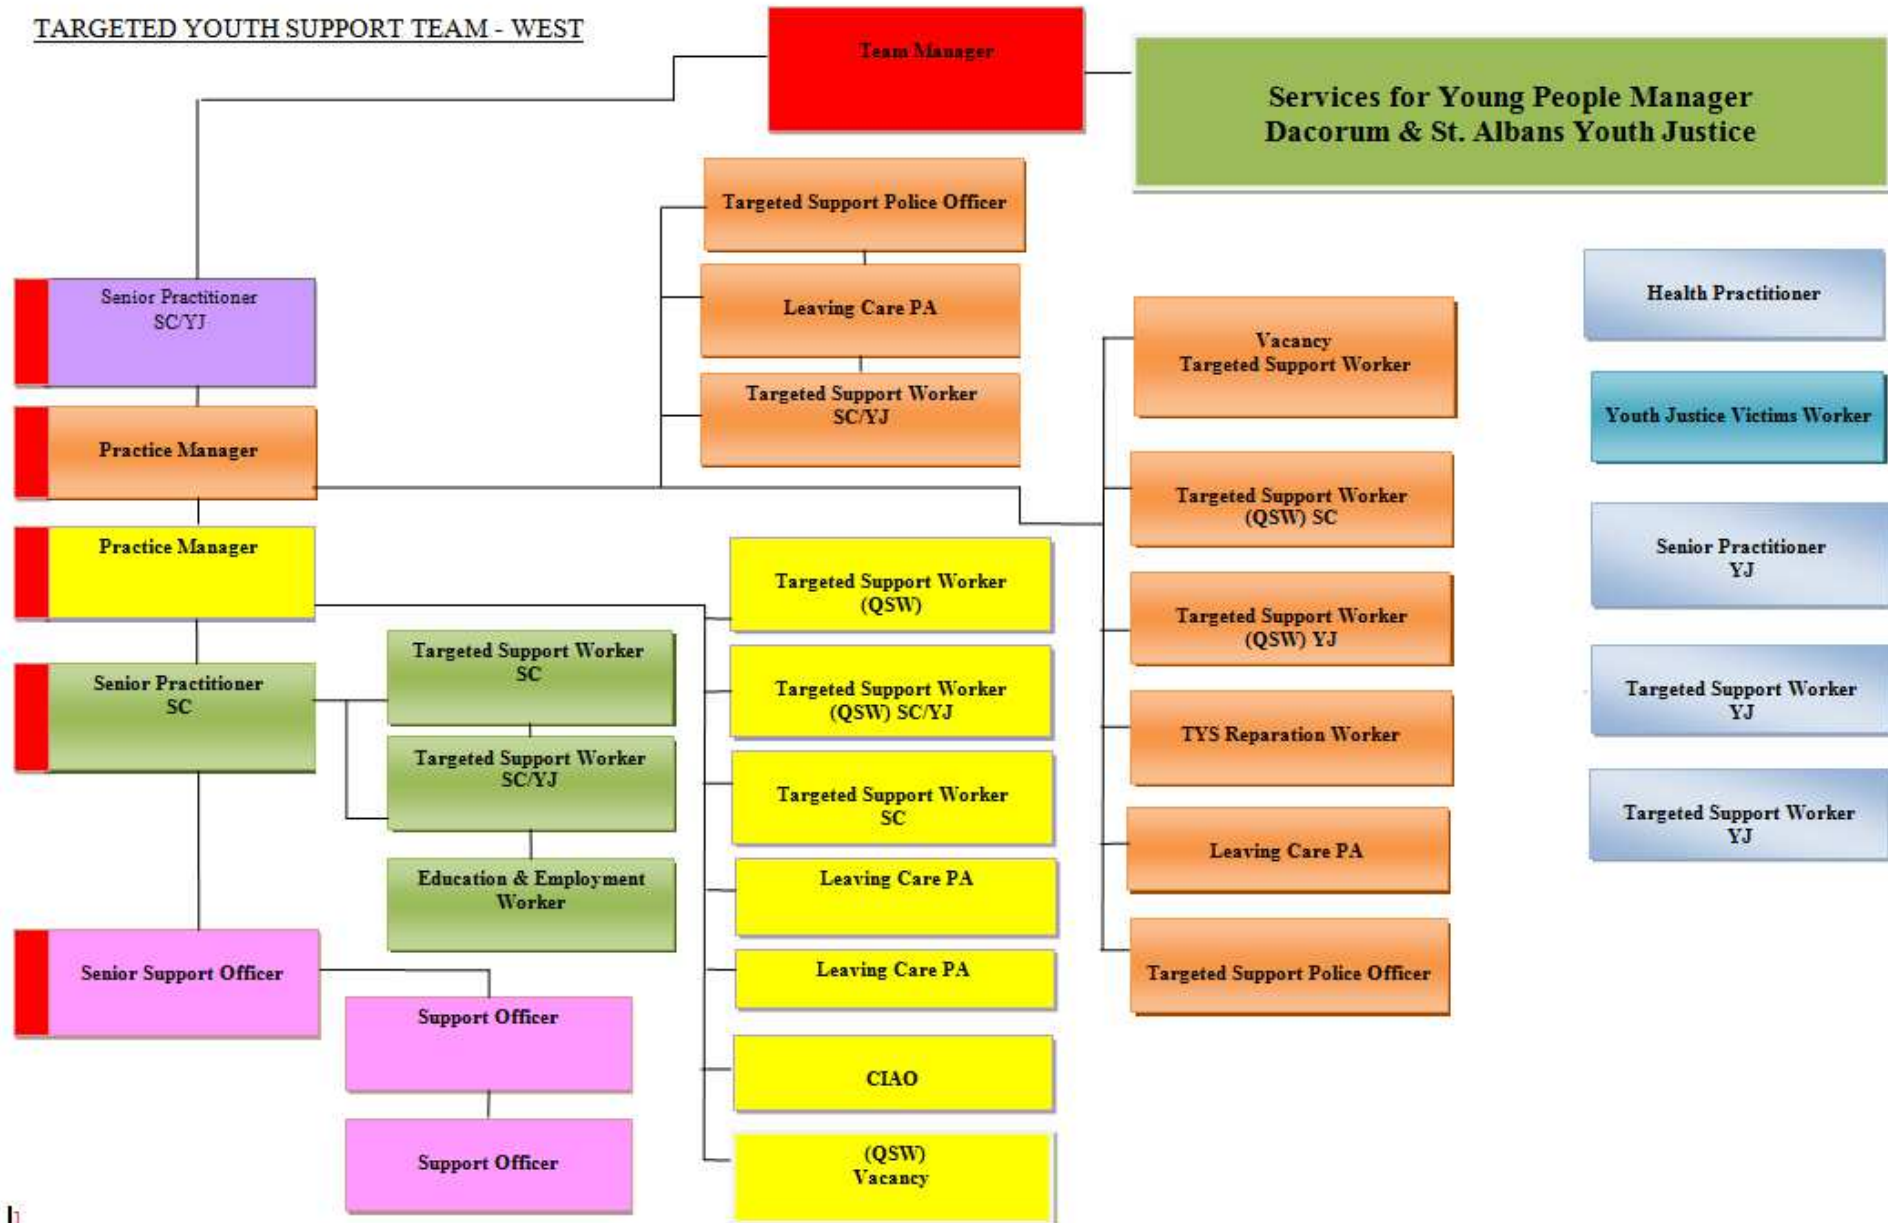 TARGETED YOUTH SUPPORT TEAM - WEST
Team Manager
Services for Young People Manager
Dacorum & St. Albans Youth Justice
Senior Practitioner
SC/YJ
Practice Manager
Practice Manager
Senior Practitioner
SC
Senior Support Officer
Targeted Support Worker
SC
Targeted Support Worker
SC/YJ
Education & Employment
Worker
Support Officer
Support Officer
Targeted Support Police Officer
Leaving Care PA
Targeted Support Worker
SC/YJ
Targeted Support Worker
(QSW)
Targeted Support Worker
(QSW) SC/YJ
Targeted Support Worker
SC
Leaving Care PA
Leaving Care PA
CIAO
(QSW)
Vacancy
Vacancy
Targeted Support Worker
Targeted Support Worker
(QSW) SC
Targeted Support Worker
(QSW) YJ
TYS Reparation Worker
Leaving Care PA
Targeted Support Police Officer
Health Practitioner
Youth Justice Victims Worker
Senior Practitioner
YJ
Targeted Support Worker
YJ
Targeted Support Worker
YJ